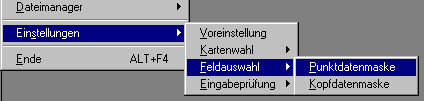 Dateimanager
Einstellungen
Ende ALT+F4
Voreinstellung
Kartenwahl
Feldauswahl
Eingabeprüfung
Punktdatenmaske
Kopfdatenmaske